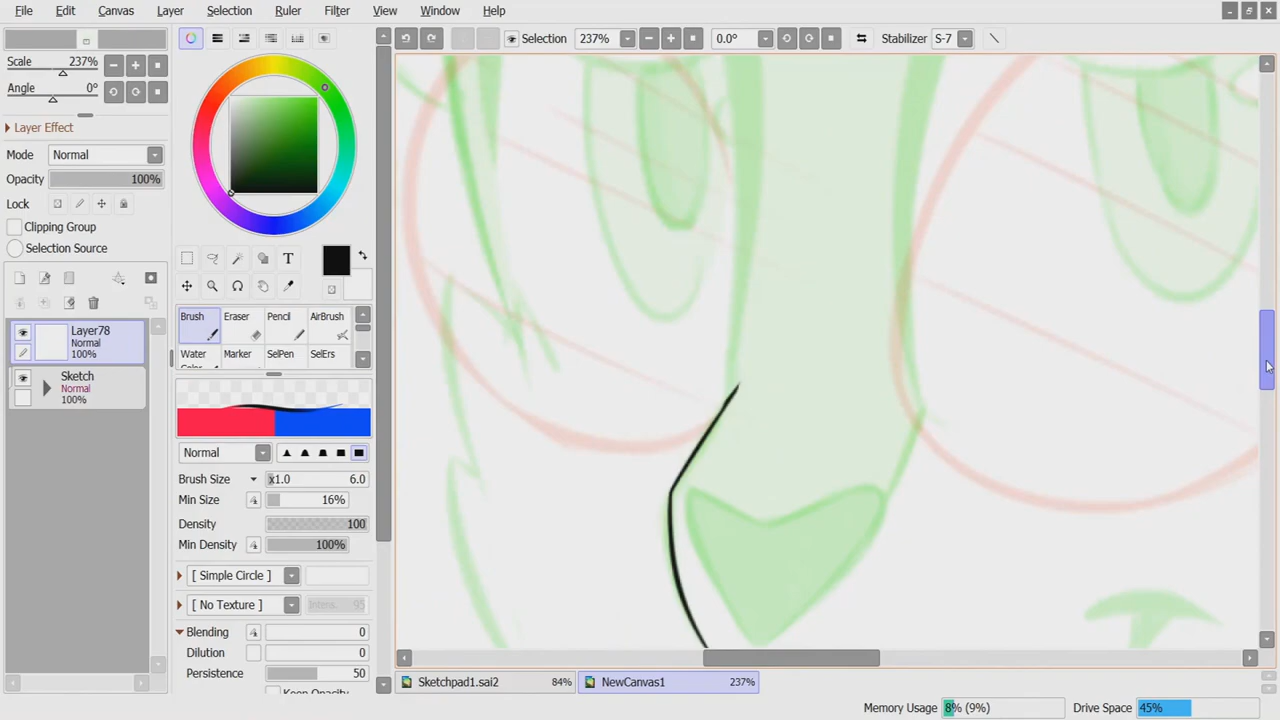 File Edit Canvas Layer Selection Ruler Filter View Window Help
Selection 237% 0.0° Stabilizer S-7
Scale 237%
Angle 0°
Layer Effect
Mode Normal
Opacity 100%
Lock
Clipping Group
Selection Source
Layer78
Normal
100%
Sketch
Normal
100%
T
Brush Eraser Pencil AirBrush
Water Color Marker SelPen SelErs
Normal
Brush Size x1.0 6.0
Min Size 16%
Density 100
Min Density 100%
[ Simple Circle ]
[ No Texture ] Intens. 95
Blending 0
Dilution 0
Persistence 50
Keep Opacity
Sketchpad1.sai2 84% NewCanvas1 237%
Memory Usage 8% (9%) Drive Space 45%